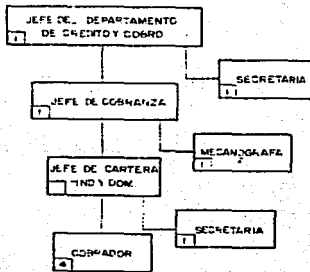 JEFE DEL DEPARTAMENTO
DE CREDITO Y COBRO
1
SECRETARIA
1
JEFE DE COBRANZA
1
MECANOGRAFA
1
JEFE DE CARTERA
IND Y DOM.
SECRETARIA
1
COBRADOR
4